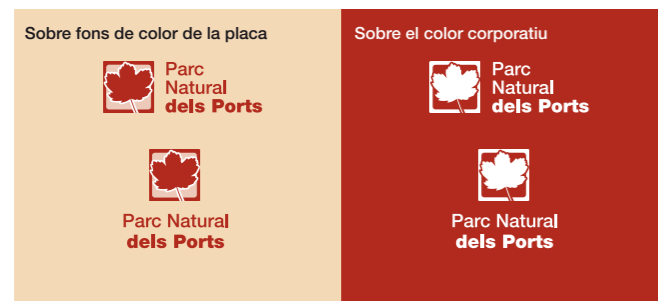 Sobre fons de color de la placa
Parc
Natural
dels Ports
Parc Natural
dels Ports
Sobre el color corporatiu
Parc
Natural
dels Ports
Parc Natural
dels Ports